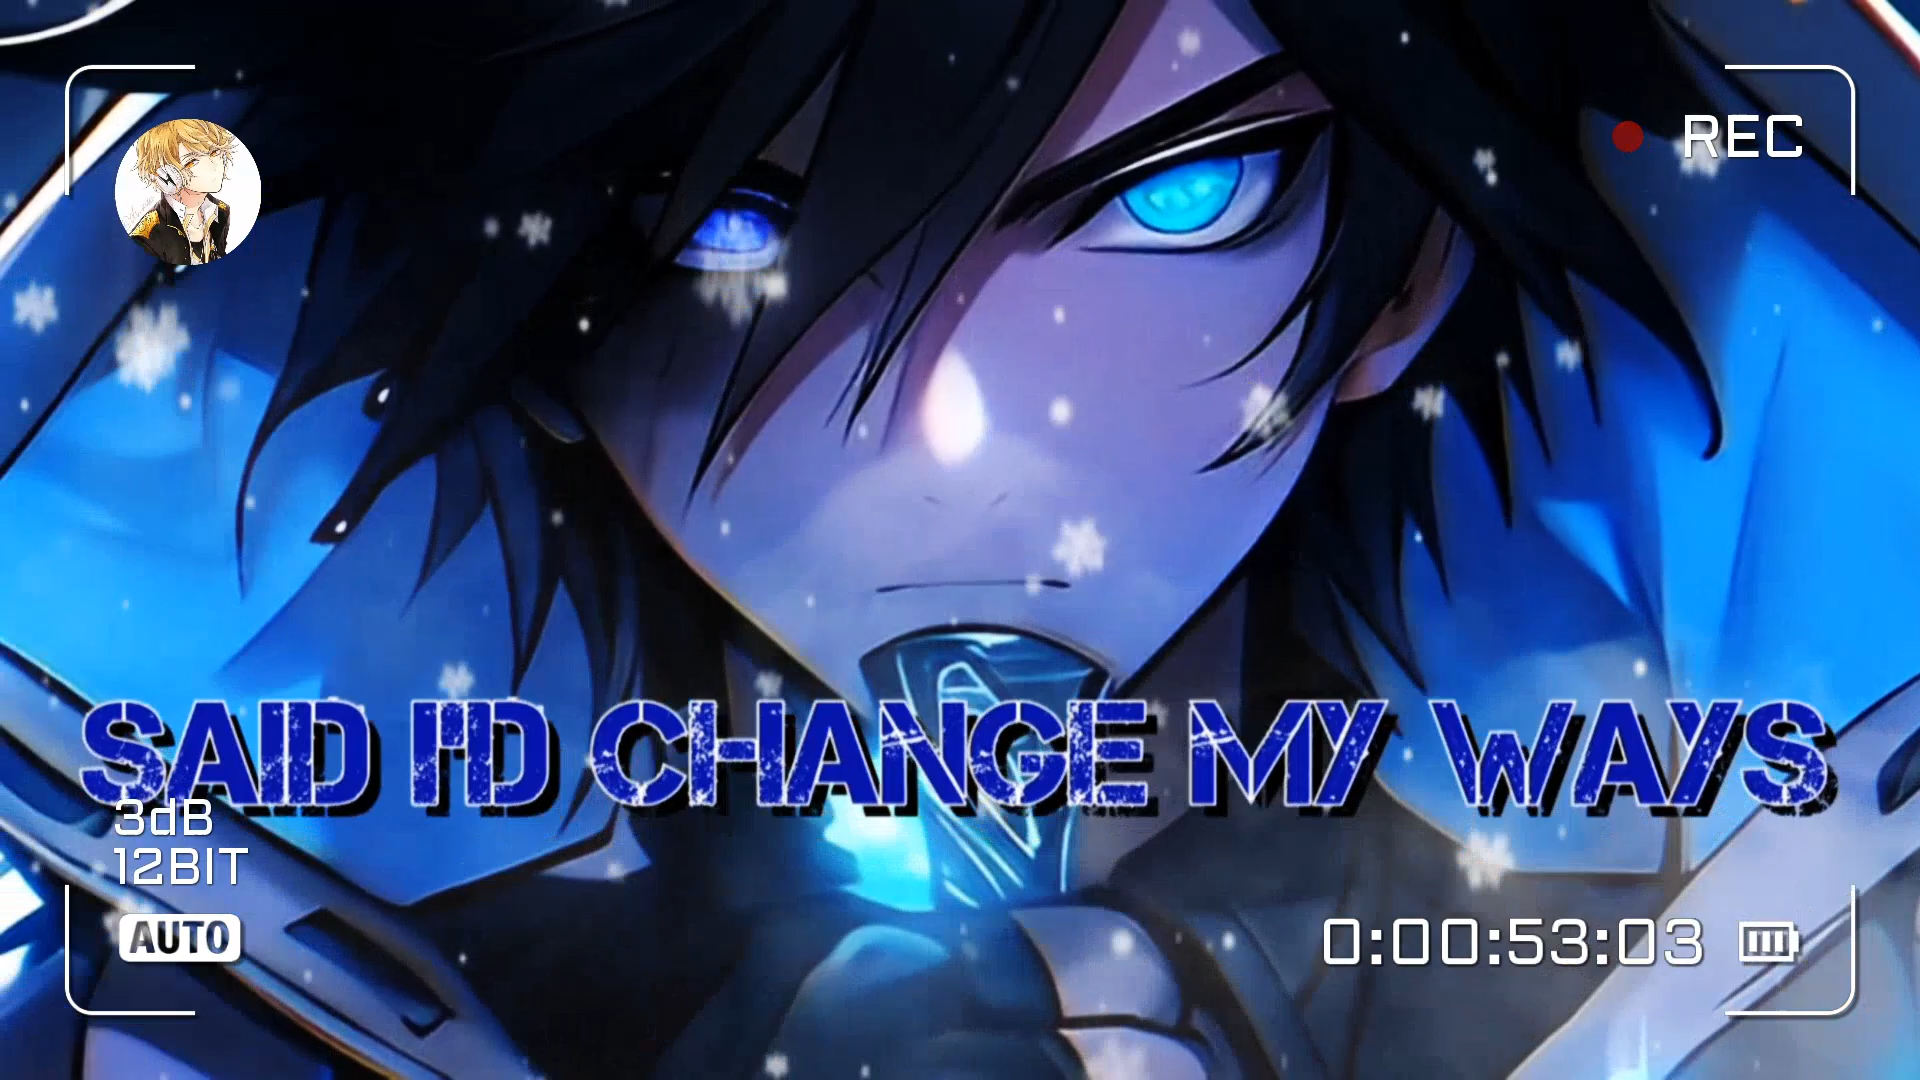 REC
SAID I'D CHANGE MY WAYS
3dB
12BIT
AUTO
0:00:53:03